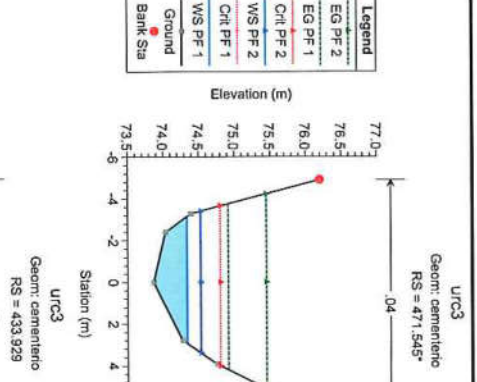 urc3
Geom: cementerio
RS = 471.545*
.04
Legend
EG PF 2
EG PF 1
Crit PF 2
WS PF 2
Crit PF 1
WS PF 1
Ground
Bank Sta
Elevation (m)
77.0
76.5
76.0
75.5
75.0
74.5
74.0
73.5
-6
-4
-2
0
2
4
Station (m)
urc3
Geom: cementerio
RS = 433.929